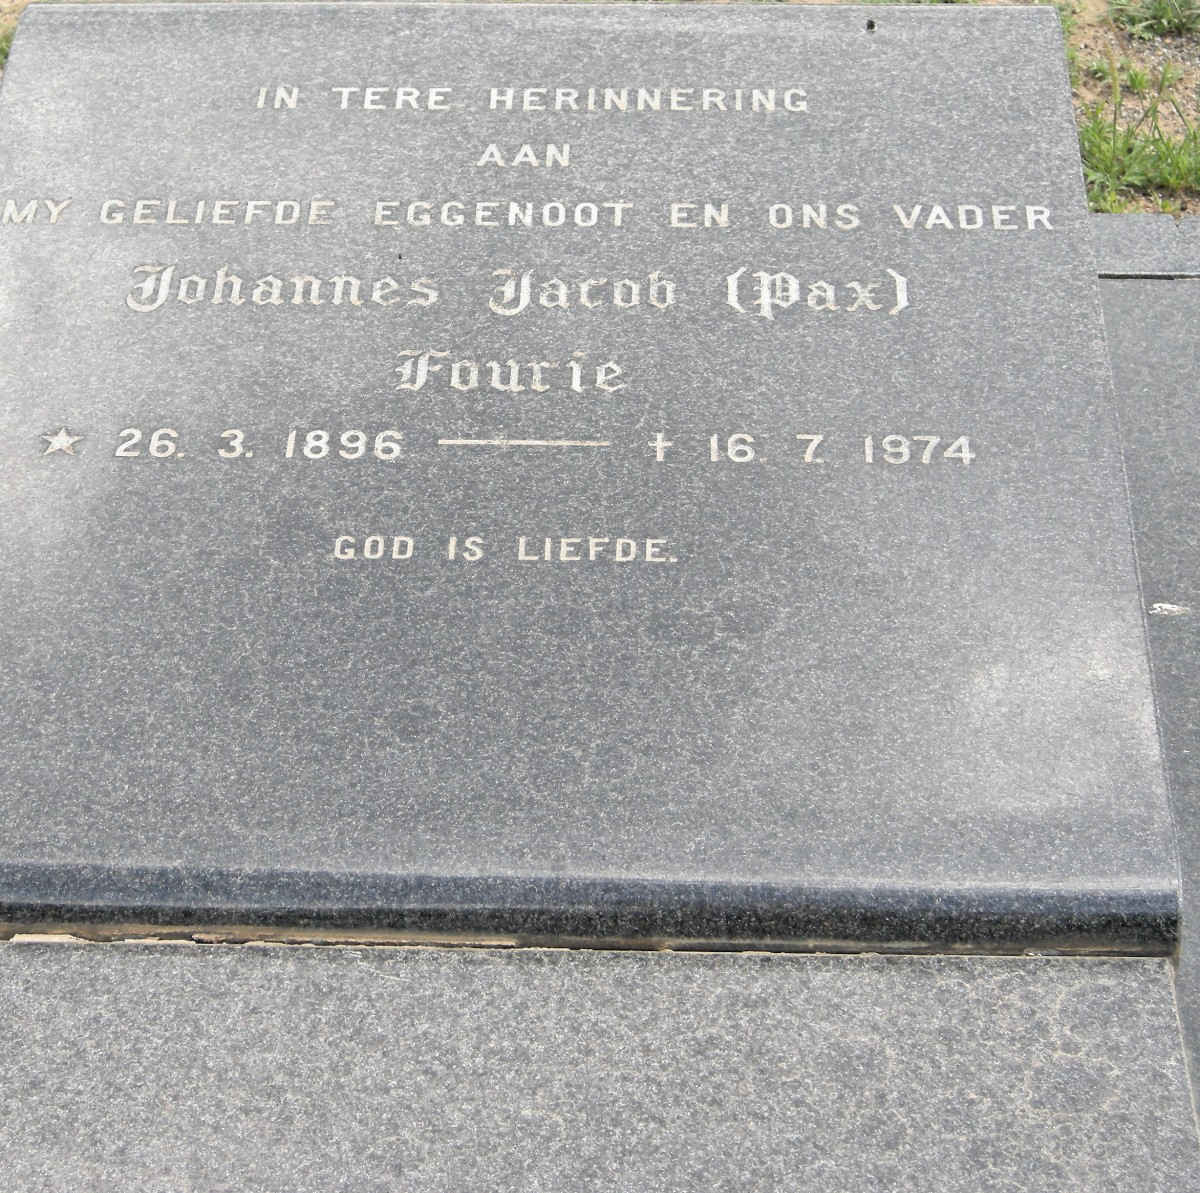 IN TERE HERINNERING
AAN
MY GELIEFDE EGGENOOT EN ONS VADER
Johannes Jacob (Pax)
Fourie
★ 26. 3. 1896 — † 16. 7. 1974
GOD IS LIEFDE.